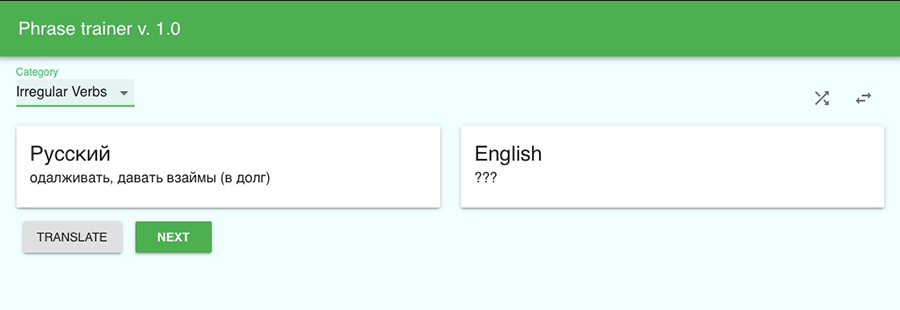 Phrase trainer v. 1.0
Category
Irregular Verbs
Русский
одалживать, давать взаймы (в долг)
English
???
TRANSLATE
NEXT